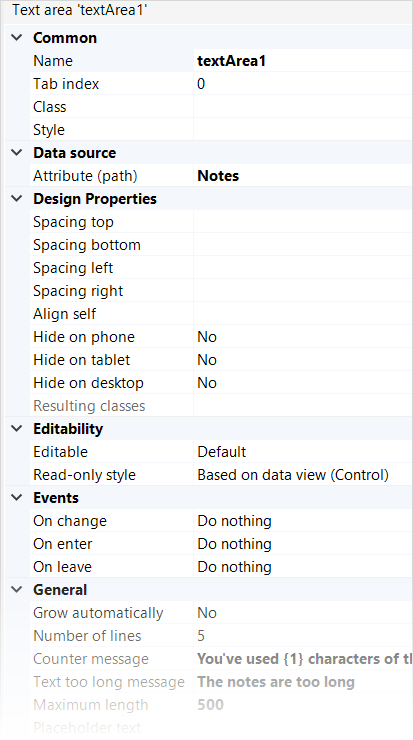 Text area 'textArea1'
Common
Name textArea1
Tab index 0
Class
Style
Data source
Attribute (path) Notes
Design Properties
Spacing top
Spacing bottom
Spacing left
Spacing right
Align self
Hide on phone No
Hide on tablet No
Hide on desktop No
Resulting classes
Editability
Editable Default
Read-only style Based on data view (Control)
Events
On change Do nothing
On enter Do nothing
On leave Do nothing
General
Grow automatically No
Number of lines 5
Counter message You've used {1} characters of
Text too long message The notes are too long
Maximum length 500
Placeholder text